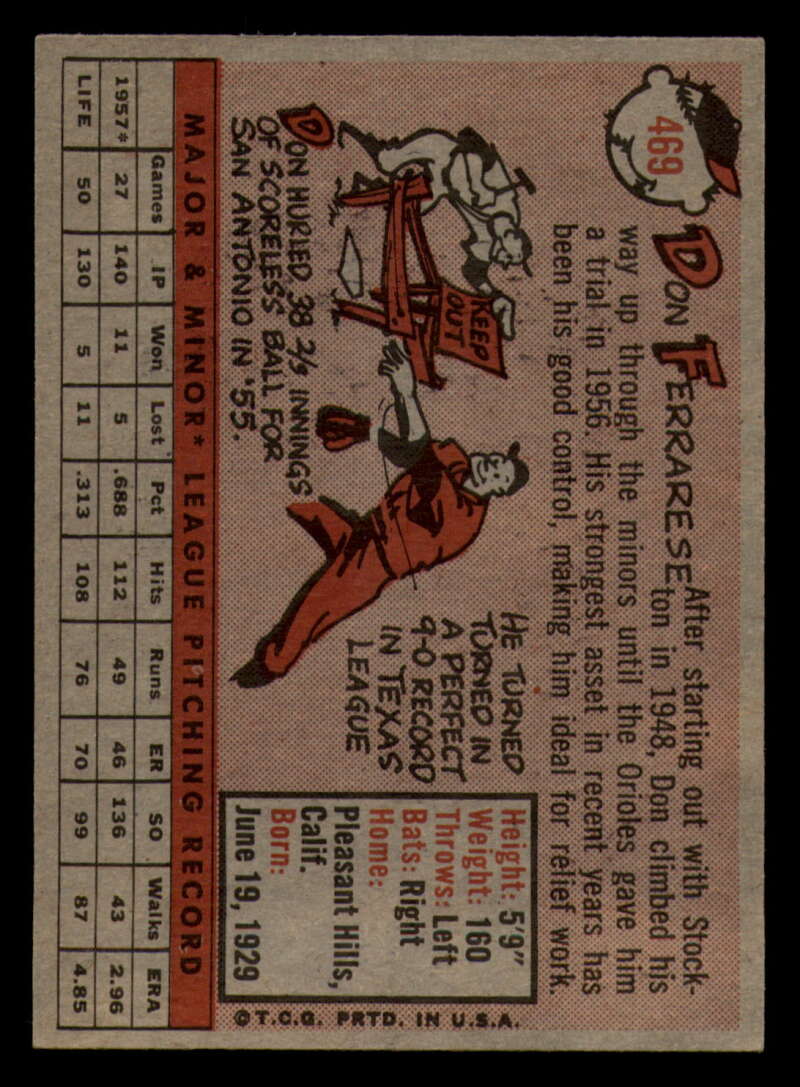 469
DON FERRARESE
After starting out with Stock-
ton in 1948, Don climbed his
way up through the minors until the Orioles gave him
a trial in 1956. His strongest asset in recent years has
been his good control, making him ideal for relief work.
KEEP
OUT
DON HURLED 38 2/3 INNINGS
OF SCORELESS BALL FOR
SAN ANTONIO IN '55.
HE TURNED
TURNED IN
A PERFECT
9-0 RECORD
IN TEXAS
LEAGUE
Height: 5'9"
Weight: 160
Throws: Left
Bats: Right
Home:
Pleasant Hills,
Calif.
Born:
June 19, 1929
©T.C.G. PRTD. IN U.S.A.
MAJOR & MINOR* LEAGUE PITCHING RECORD
Games IP Won Lost Pct Hits Runs ER SO Walks ERA
1957* 27 140 11 5 .688 112 49 46 136 43 2.96
LIFE 50 130 5 11 .313 108 76 70 99 87 4.85